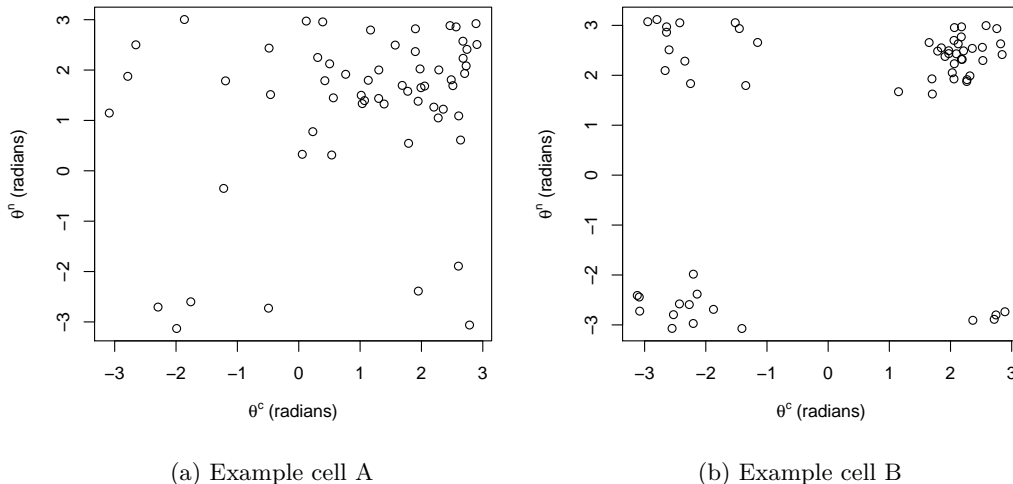 3
2
1
0
−1
−2
−3
θⁿ (radians)
−3 −2 −1 0 1 2 3
θᶜ (radians)
(a) Example cell A
3
2
1
0
−1
−2
−3
θⁿ (radians)
−3 −2 −1 0 1 2 3
θᶜ (radians)
(b) Example cell B